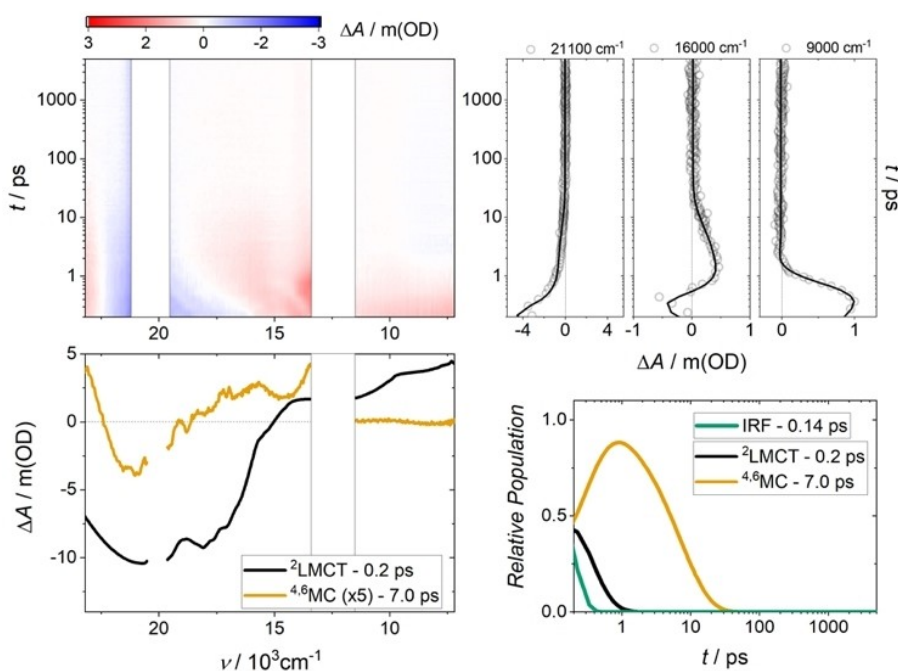 3 2 0 -2 -3 ΔA / m(OD)
1000
100
10
1
t / ps
20 15 10
21100 cm-1 16000 cm-1 9000 cm-1
1000
100
10
1
t / ps
-4 0 4 -1 0 1 0 1
ΔA / m(OD)
5
0
-5
-10
ΔA / m(OD)
2LMCT - 0.2 ps
4,6MC (x5) - 7.0 ps
20 15 10
ν / 103cm-1
1.0
0.5
0.0
Relative Population
IRF - 0.14 ps
2LMCT - 0.2 ps
4,6MC - 7.0 ps
1 10 100 1000
t / ps